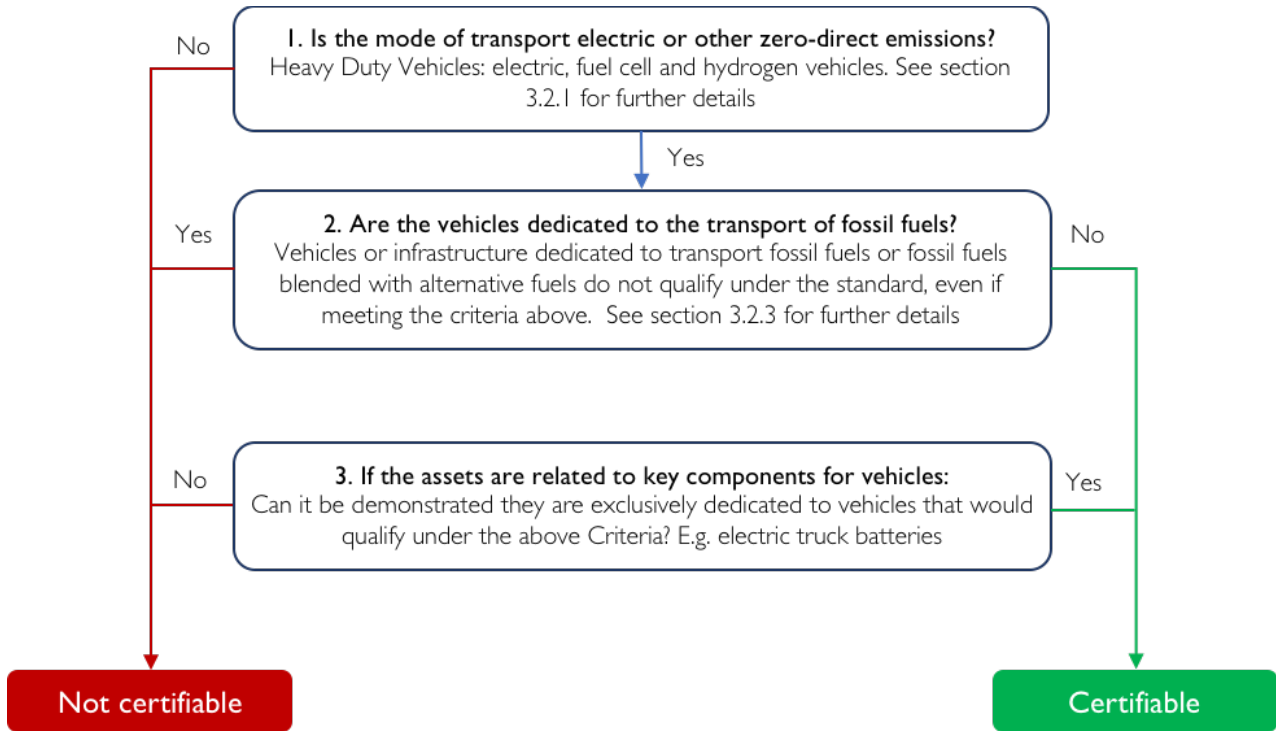 No
1. Is the mode of transport electric or other zero-direct emissions?
Heavy Duty Vehicles: electric, fuel cell and hydrogen vehicles. See section
3.2.1 for further details
Yes
Yes
2. Are the vehicles dedicated to the transport of fossil fuels?
Vehicles or infrastructure dedicated to transport fossil fuels or fossil fuels
blended with alternative fuels do not qualify under the standard, even if
meeting the criteria above. See section 3.2.3 for further details
No
No
3. If the assets are related to key components for vehicles:
Can it be demonstrated they are exclusively dedicated to vehicles that would
qualify under the above Criteria? E.g. electric truck batteries
Yes
Not certifiable
Certifiable